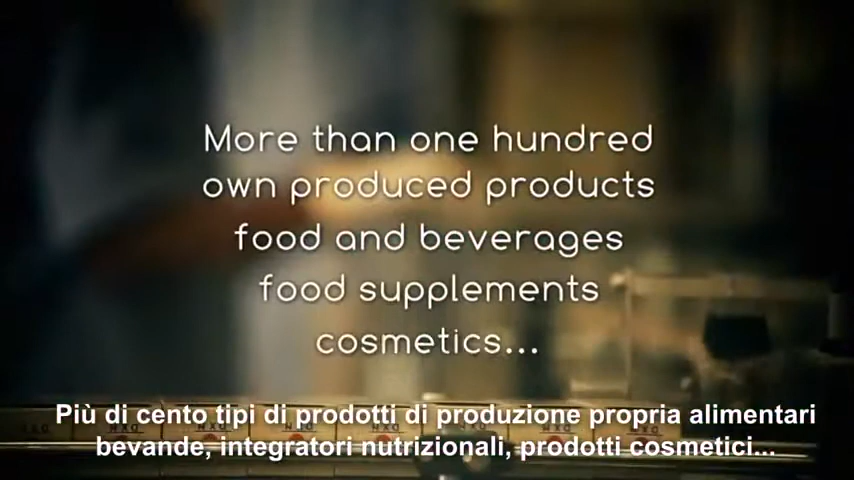 More than one hundred
own produced products
food and beverages
food supplements
cosmetics...
Più di cento tipi di prodotti di produzione propria alimentari
bevande, integratori nutrizionali, prodotti cosmetici...